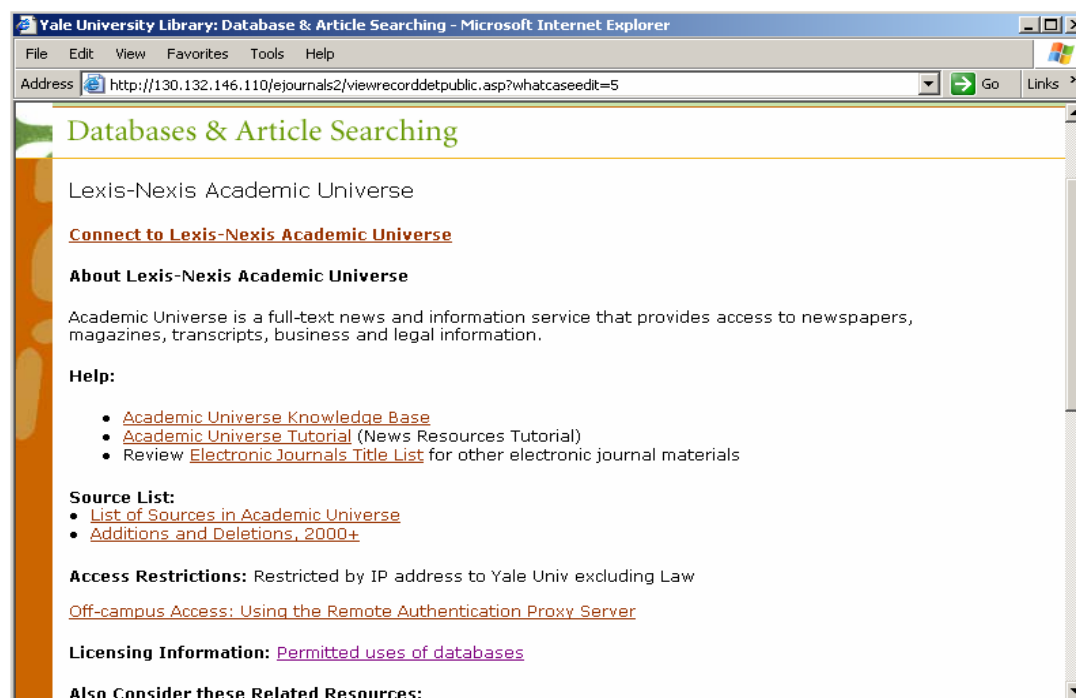 Yale University Library: Database & Article Searching - Microsoft Internet Explorer
File Edit View Favorites Tools Help
Address http://130.132.146.110/ejournals2/viewrecorddetpublic.asp?whatcaseedit=5 Go Links
Databases & Article Searching
Lexis-Nexis Academic Universe
Connect to Lexis-Nexis Academic Universe
About Lexis-Nexis Academic Universe
Academic Universe is a full-text news and information service that provides access to newspapers,
magazines, transcripts, business and legal information.
Help:
• Academic Universe Knowledge Base
• Academic Universe Tutorial (News Resources Tutorial)
• Review Electronic Journals Title List for other electronic journal materials
Source List:
• List of Sources in Academic Universe
• Additions and Deletions, 2000+
Access Restrictions: Restricted by IP address to Yale Univ excluding Law
Off-campus Access: Using the Remote Authentication Proxy Server
Licensing Information: Permitted uses of databases
Also Consider these Related Resources: